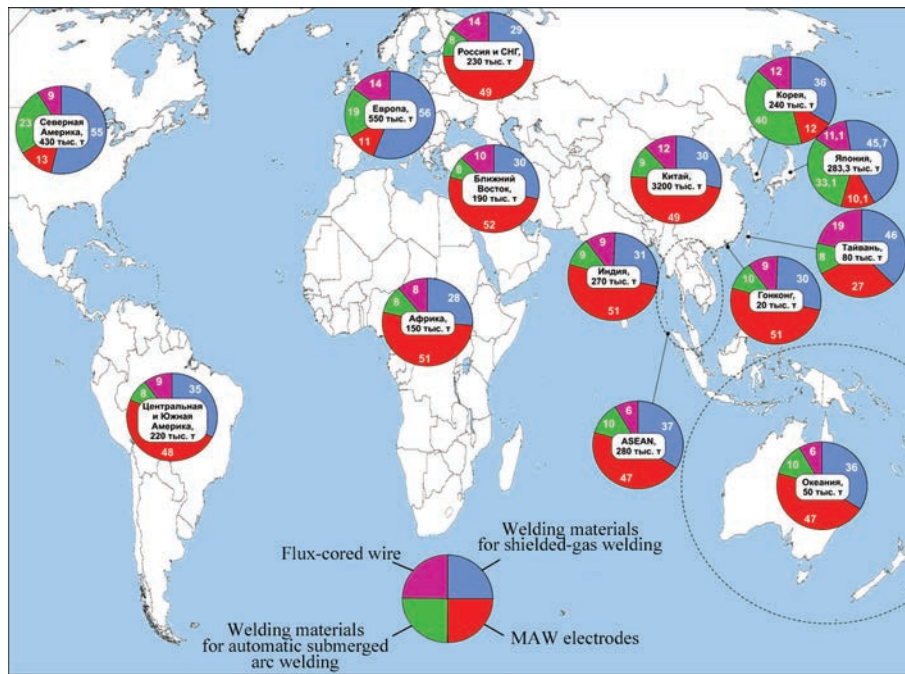 14
29
8
Россия и СНГ,
230 тыс. т
49
9
23
Северная
Америка,
430 тыс. т
55
13
14
19
Европа,
550 тыс. т
56
11
10
30
8
Ближний
Восток,
190 тыс. т
52
12
30
9
Китай
3200 тыс. т
49
12
36
Корея,
240 тыс. т
40
12
11,1
45,7
Япония,
283,3 тыс. т
33,1
10,1
19
46
Тайвань,
80 тыс. т
8
27
9
31
9
Индия,
270 тыс. т
51
9
30
10
Гонконг,
20 тыс. т
51
8
28
8
Африка,
150 тыс. т
51
9
35
8
Центральная
и Южная
Америка,
220 тыс. т
48
6
37
10
ASEAN,
280 тыс. т
47
6
36
10
Океания,
50 тыс. т
47
Flux-cored wire
Welding materials
for shielded-gas welding
Welding materials
for automatic submerged
arc welding
MAW electrodes